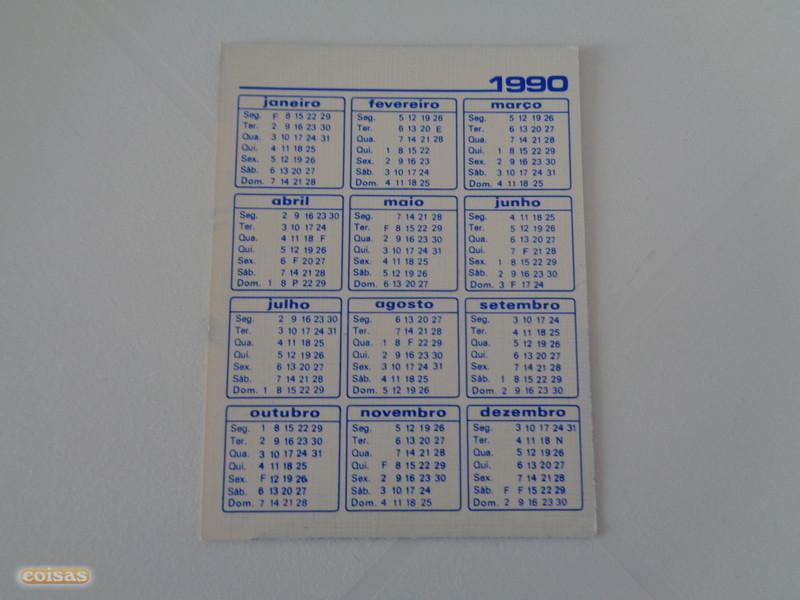 1990
janeiro
Seg. F 8 15 22 29
Ter. 2 9 16 23 30
Qua. 3 10 17 24 31
Qui. 4 11 18 25
Sex. 5 12 19 26
Sáb. 6 13 20 27
Dom. 7 14 21 28
fevereiro
Seg. 5 12 19 26
Ter. 6 13 20 E
Qua. 7 14 21 28
Qui. 1 8 15 22
Sex. 2 9 16 23
Sáb. 3 10 17 24
Dom. 4 11 18 25
março
Seg. 5 12 19 26
Ter. 6 13 20 27
Qua. 7 14 21 28
Qui. 1 8 15 22 29
Sex. 2 9 16 23 30
Sáb. 3 10 17 24 31
Dom. 4 11 18 25
abril
Seg. 2 9 16 23 30
Ter. 3 10 17 24
Qua. 4 11 18 F
Qui. 5 12 19 26
Sex. 6 F 20 27
Sáb. 7 14 21 28
Dom. 1 8 P 22 29
maio
Seg. 7 14 21 28
Ter. F 8 15 22 29
Qua. 2 9 16 23 30
Qui. 3 10 17 24 31
Sex. 4 11 18 25
Sáb. 5 12 19 26
Dom. 6 13 20 27
junho
Seg. 4 11 18 25
Ter. 5 12 19 26
Qua. 6 13 20 27
Qui. 7 F 21 28
Sex. 1 8 15 22 29
Sáb. 2 9 16 23 30
Dom. 3 F 17 24
julho
Seg. 2 9 16 23 30
Ter. 3 10 17 24 31
Qua. 4 11 18 25
Qui. 5 12 19 26
Sex. 6 13 20 27
Sáb. 7 14 21 28
Dom. 1 8 15 22 29
agosto
Seg. 6 13 20 27
Ter. 7 14 21 28
Qua. 1 8 F 22 29
Qui. 2 9 16 23 30
Sex. 3 10 17 24 31
Sáb. 4 11 18 25
Dom. 5 12 19 26
setembro
Seg. 3 10 17 24
Ter. 4 11 18 25
Qua. 5 12 19 26
Qui. 6 13 20 27
Sex. 7 14 21 28
Sáb. 1 8 15 22 29
Dom. 2 9 16 23 30
outubro
Seg. 1 8 15 22 29
Ter. 2 9 16 23 30
Qua. 3 10 17 24 31
Qui. 4 11 18 25
Sex. F 12 19 26
Sáb. 6 13 20 27
Dom. 7 14 21 28
novembro
Seg. 5 12 19 26
Ter. 6 13 20 27
Qua. 7 14 21 28
Qui. F 8 15 22 29
Sex. 2 9 16 23 30
Sáb. 3 10 17 24
Dom. 4 11 18 25
dezembro
Seg. 3 10 17 24 31
Ter. 4 11 18 N
Qua. 5 12 19 26
Qui. 6 13 20 27
Sex. 7 14 21 28
Sáb. F F 15 22 29
Dom. 2 9 16 23 30
coisas